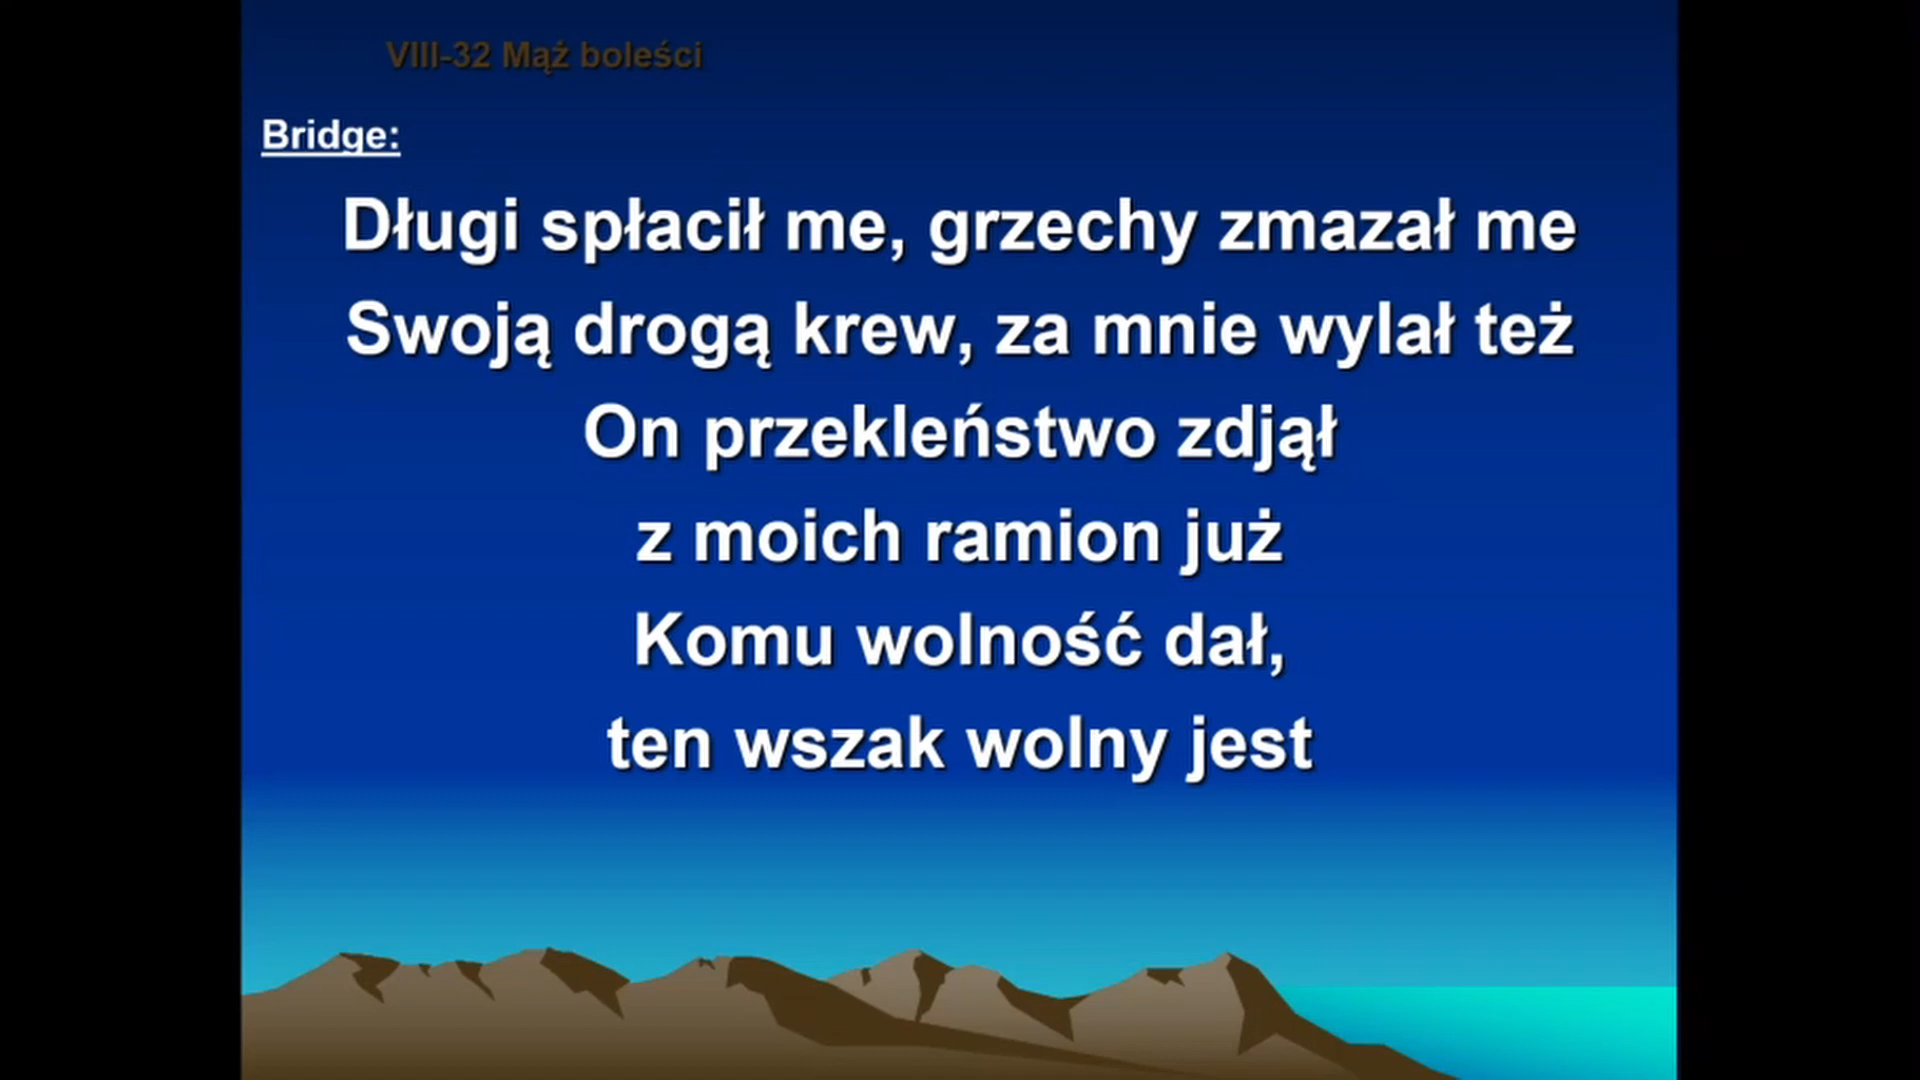 VIII-32 Mąż boleści
Bridge:
Długi spłacił me, grzechy zmazał me
Swoją drogą krew, za mnie wylał też
On przekleństwo zdjął
z moich ramion już
Komu wolność dał,
ten wszak wolny jest